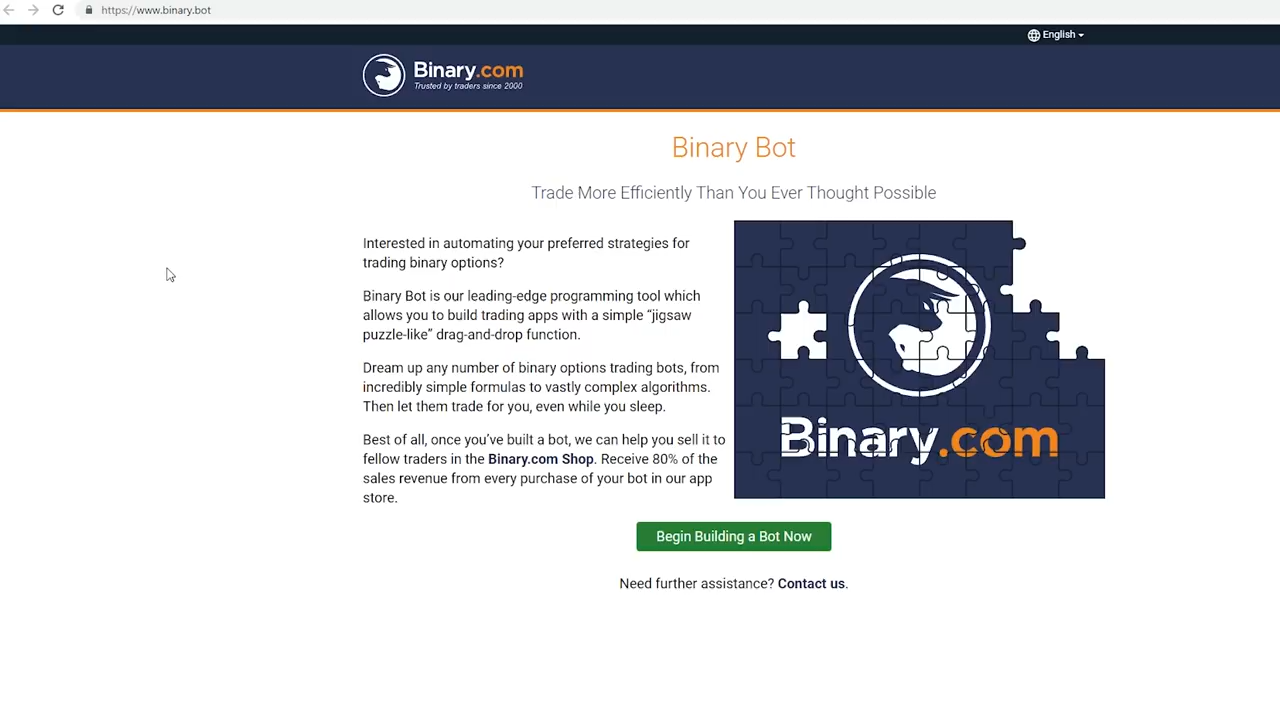 https://www.binary.bot
English
Binary.com
Trusted by traders since 2000
Binary Bot
Trade More Efficiently Than You Ever Thought Possible
Interested in automating your preferred strategies for
trading binary options?
Binary Bot is our leading-edge programming tool which
allows you to build trading apps with a simple “jigsaw
puzzle-like” drag-and-drop function.
Dream up any number of binary options trading bots, from
incredibly simple formulas to vastly complex algorithms.
Then let them trade for you, even while you sleep.
Best of all, once you’ve built a bot, we can help you sell it to
fellow traders in the Binary.com Shop. Receive 80% of the
sales revenue from every purchase of your bot in our app
store.
Binary.com
Begin Building a Bot Now
Need further assistance? Contact us.